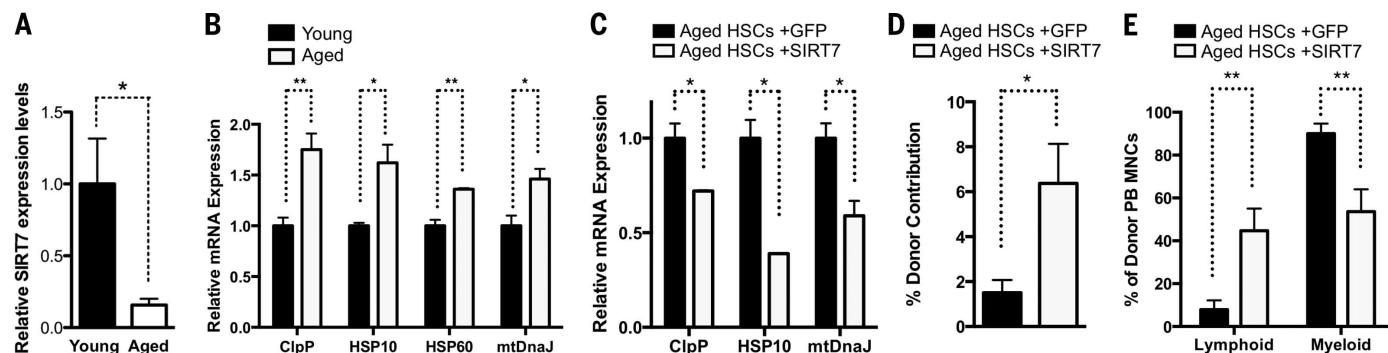 A
*
Relative SIRT7 expression levels
1.5
1.0
0.5
0.0
Young Aged
B
Young
Aged
** * ** *
Relative mRNA Expression
2.0
1.5
1.0
0.5
0.0
ClpP HSP10 HSP60 mtDnaJ
C
Aged HSCs +GFP
Aged HSCs +SIRT7
* * *
Relative mRNA Expression
1.0
0.5
0.0
ClpP HSP10 mtDnaJ
D
Aged HSCs +GFP
Aged HSCs +SIRT7
*
% Donor Contribution
10
8
6
4
2
0
E
Aged HSCs +GFP
Aged HSCs +SIRT7
** **
% of Donor PB MNCs
100
80
60
40
20
0
Lymphoid Myeloid